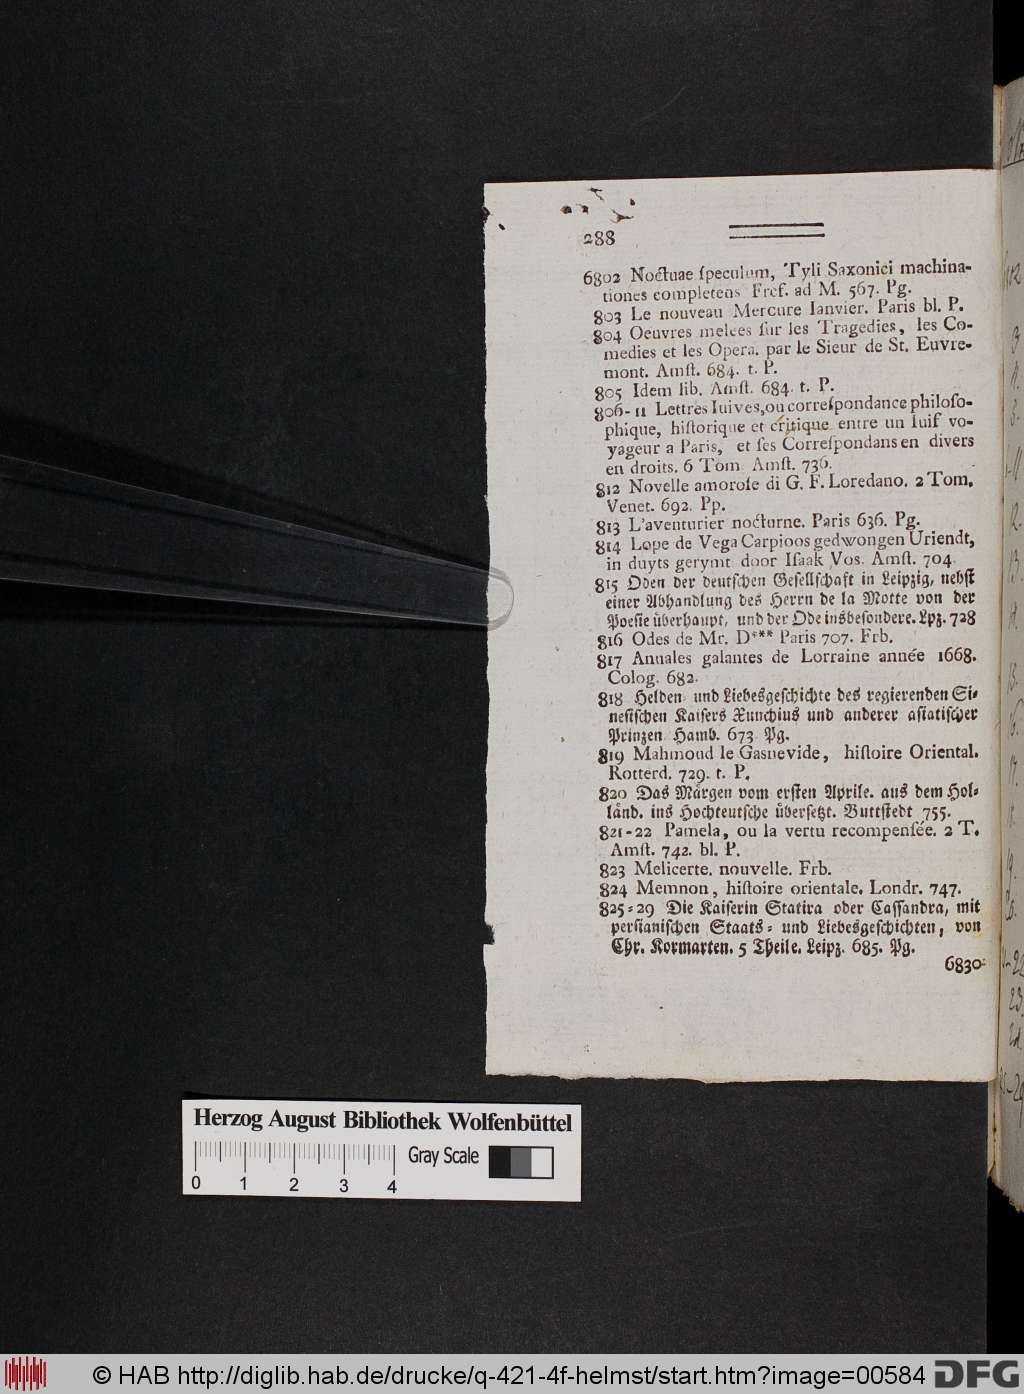 288
6802 Noctuae ſpeculum, Tyli Saxonici machina-
tiones completens Frcf. ad M. 567. Pg.
803 Le nouveau Mercure Ianvier. Paris bl. P.
804 Oeuvres melées ſur les Tragedies, les Co-
medies et les Opera. par le Sieur de St. Euvre-
mont. Amſt. 684. t. P.
805 Idem lib. Amſt. 684. t. P.
806-11 Lettres Iuives, ou correſpondance philoſo-
phique, hiſtorique et critique entre un Iuif vo-
yageur a Paris, et ſes Correſpondans en divers
en droits. 6 Tom Amſt. 736.
812 Novelle amoroſe di G. F. Loredano. 2 Tom.
Venet. 692. Pp.
813 L'aventurier nocturne. Paris 636. Pg.
814 Lope de Vega Carpioos gedwongen Uriendt,
in duyts gerymt door Iſaak Vos. Amſt. 704.
815 Oden der deutſchen Geſellſchaft in Leipzig, nebſt
einer Abhandlung des Herrn de la Motte von der
Poeſie überhaupt, und der Ode insbeſondere. Lpz. 728
816 Odes de Mr. D*** Paris 707. Frb.
817 Annales galantes de Lorraine année 1668.
Colog. 682.
818 Helden- und Liebesgeſchichte des regierenden Si-
neſiſchen Kaiſers Xunchius und anderer aſiatiſcher
Prinzen. Hamb. 673 Pg.
819 Mahmoud le Gasnevide, hiſtoire Oriental.
Rotterd. 729. t. P.
820 Das Märgen vom erſten Aprile. aus dem Hol-
länd. ins Hochteutſche überſetzt. Buttſtedt 755.
821-22 Pamela, ou la vertu recompenſée. 2 T.
Amſt. 742. bl. P.
823 Melicerte. nouvelle. Frb.
824 Memnon, hiſtoire orientale. Londr. 747.
825-29 Die Kaiſerin Statira oder Caſſandra, mit
perſianiſchen Staats- und Liebesgeſchichten, von
Chr. Kormarten. 5 Theile. Leipz. 685. Pg.
6830
Herzog August Bibliothek Wolfenbüttel
Gray Scale
0 1 2 3 4
© HAB http://diglib.hab.de/drucke/q-421-4f-helmst/start.htm?image=00584
DFG